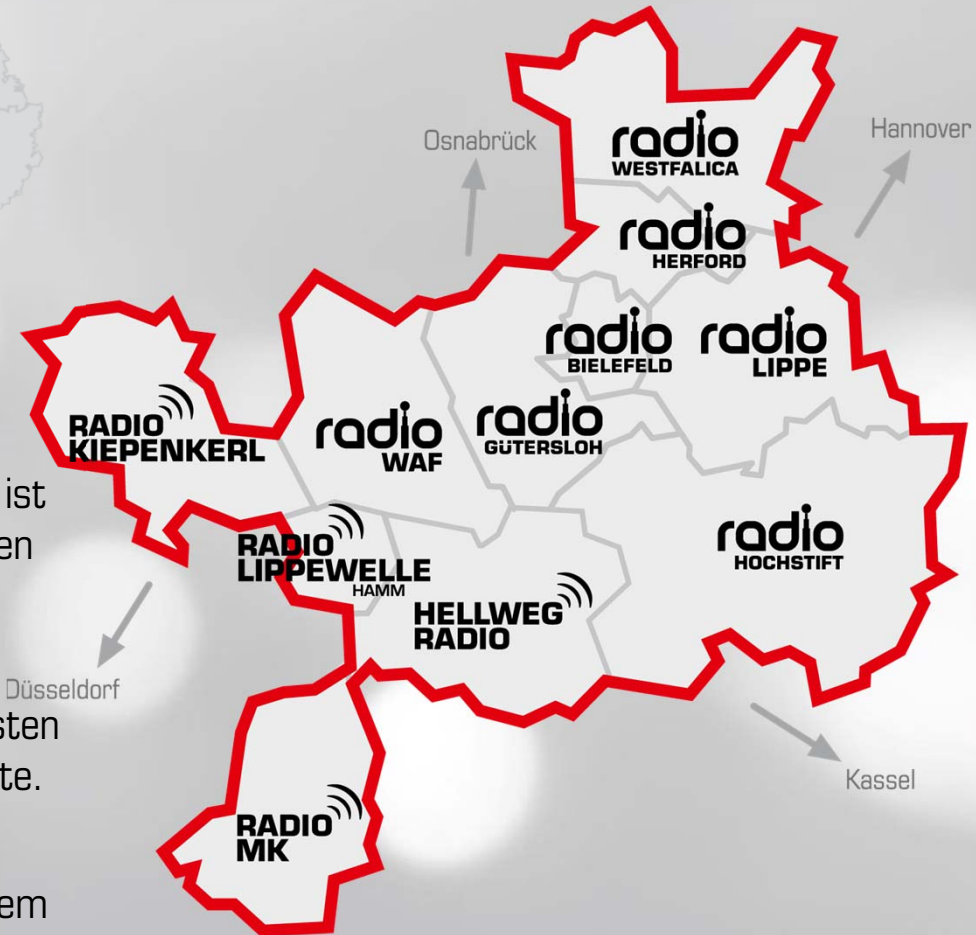 Osnabrück
Hannover
radio
WESTFALICA
radio
HERFORD
radio
BIELEFELD
radio
LIPPE
RADIO
KIEPENKERL
radio
WAF
radio
GÜTERSLOH
radio
HOCHSTIFT
RADIO
LIPPEWELLE
HAMM
HELLWEG
RADIO
RADIO
MK
Düsseldorf
Kassel
ist
en
sten
te.
em